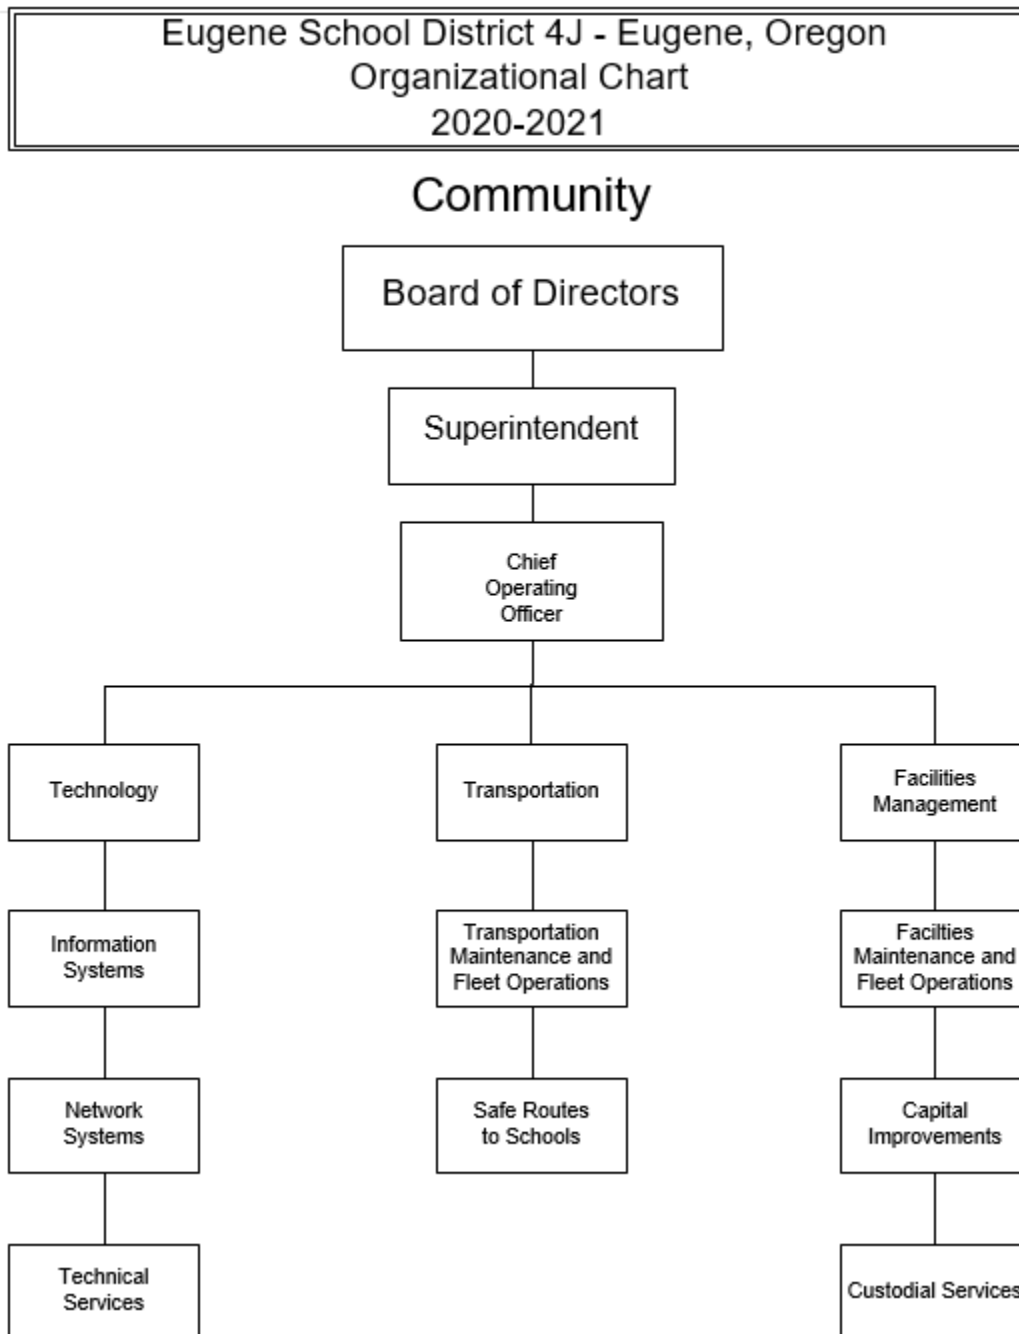 Eugene School District 4J - Eugene, Oregon
Organizational Chart
2020-2021
Community
Board of Directors
Superintendent
Chief
Operating
Officer
Technology
Transportation
Facilities
Management
Information
Systems
Transportation
Maintenance and
Fleet Operations
Facilties
Maintenance and
Fleet Operations
Network
Systems
Safe Routes
to Schools
Capital
Improvements
Technical
Services
Custodial Services